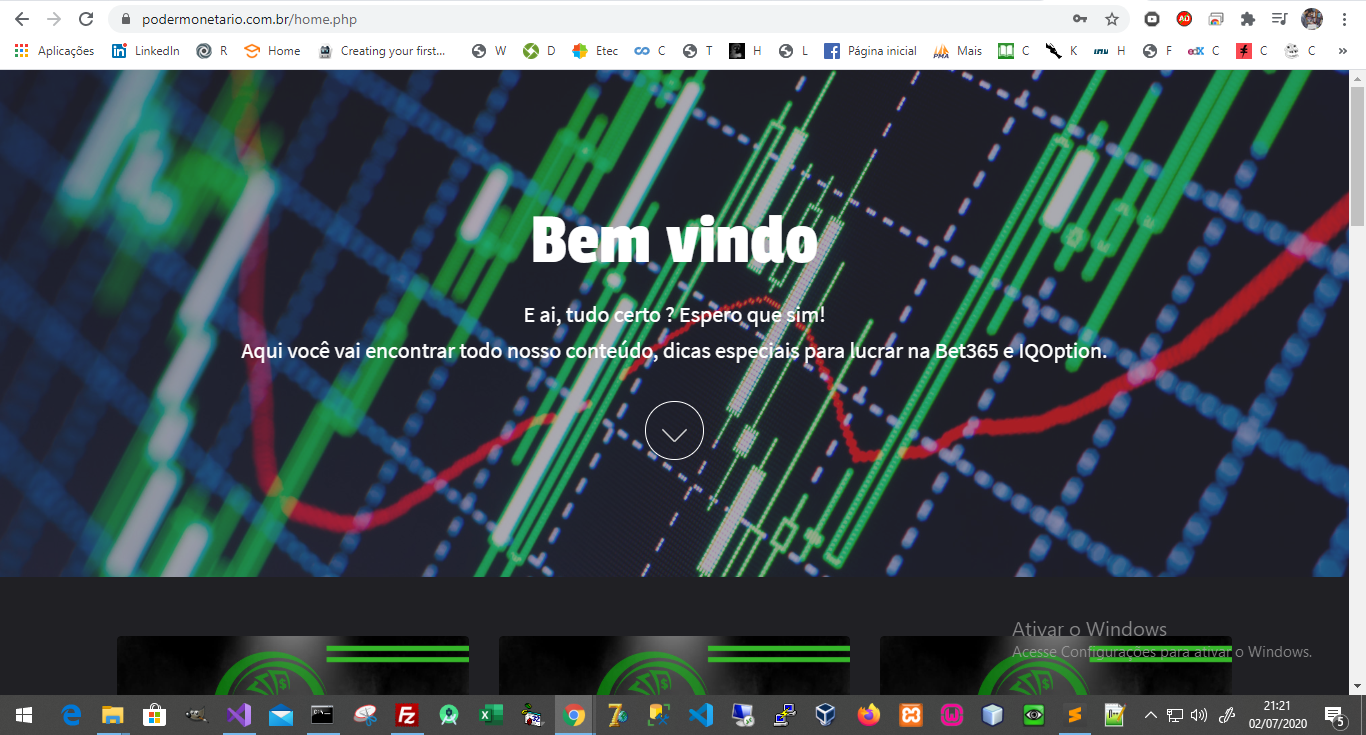 podermonetario.com.br/home.php
Aplicações LinkedIn R Home Creating your first... W D Etec C T H L Página inicial Mais C K H F C C C »
Bem vindo
E ai, tudo certo ? Espero que sim!
Aqui você vai encontrar todo nosso conteúdo, dicas especiais para lucrar na Bet365 e IQOption.
Ativar o Windows
Acesse Configurações para ativar o Windows.
21:21
02/07/2020
5